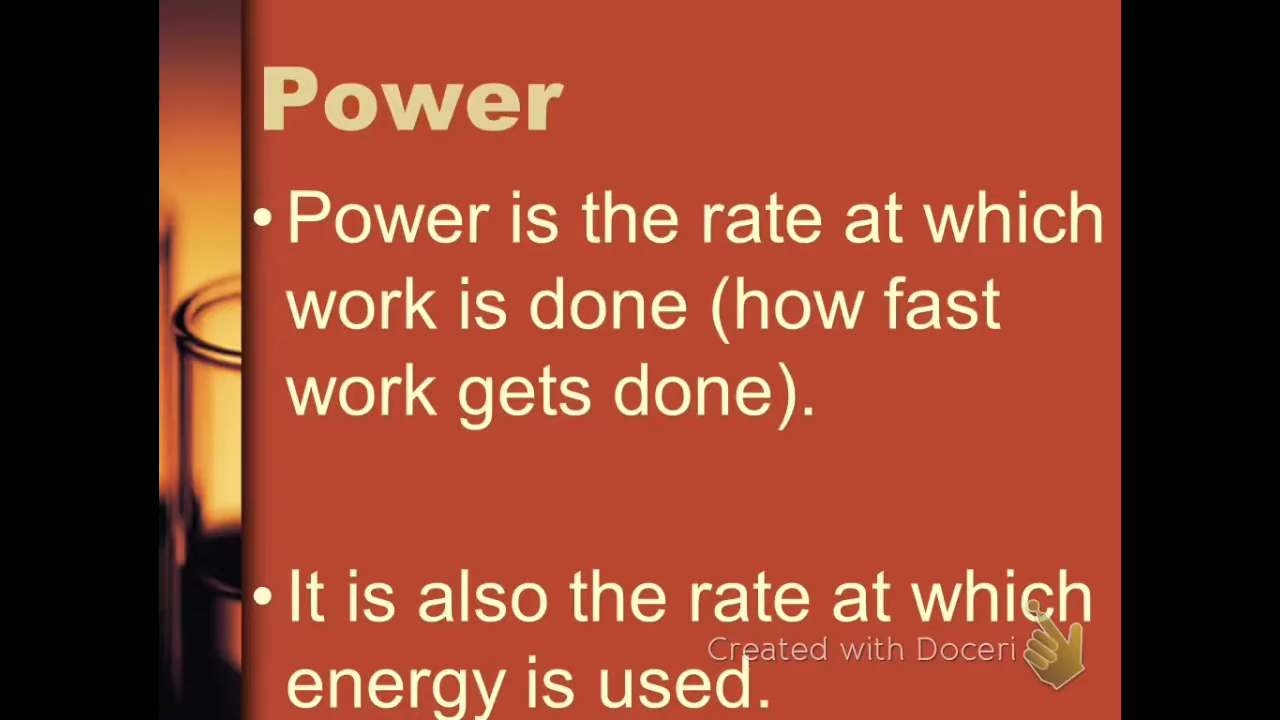 Power
• Power is the rate at which
work is done (how fast
work gets done).
• It is also the rate at which
Created with Doceri
energy is used.